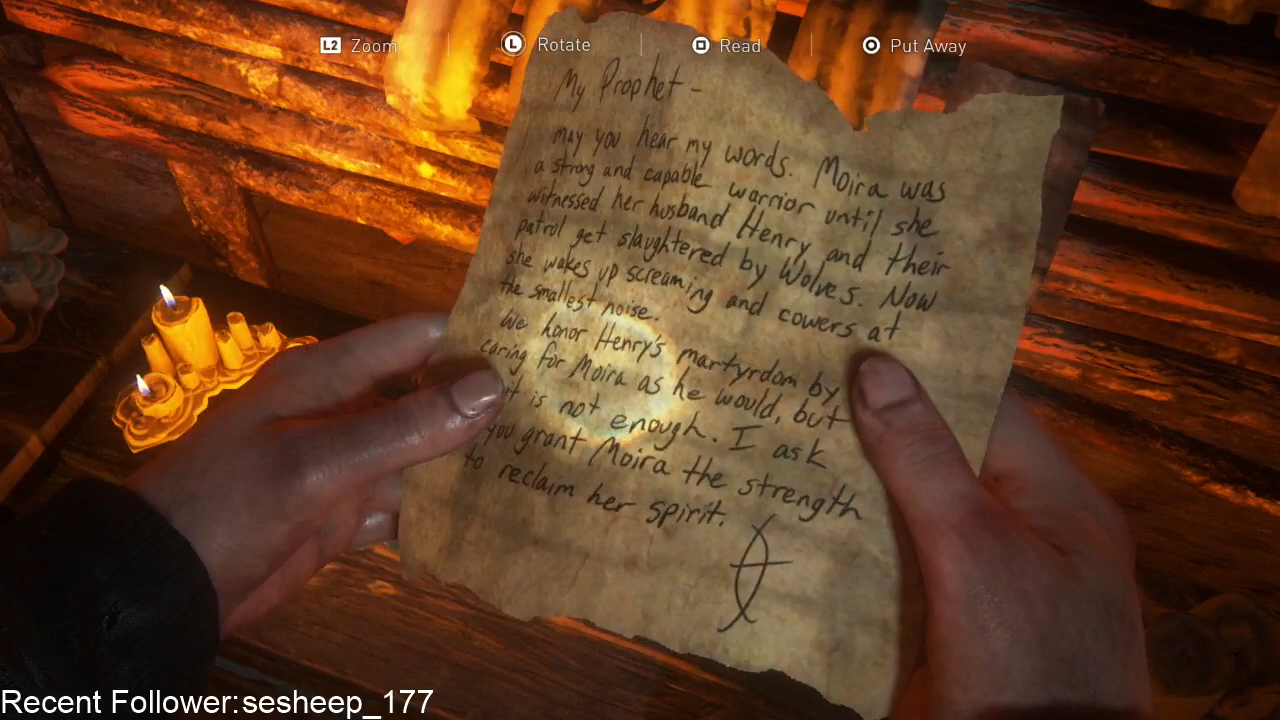 L2 Zoom L Rotate Read Put Away
My Prophet -
may you hear my words. Moira was
a strong and capable warrior until she
witnessed her husband Henry and their
patrol get slaughtered by Wolves. Now
she wakes up screaming and cowers at
the smallest noise.
We honor Henry's martyrdom by
caring for Moira as he would, but
it is not enough. I ask
you grant Moira the strength
to reclaim her spirit.
Recent Follower:sesheep_177